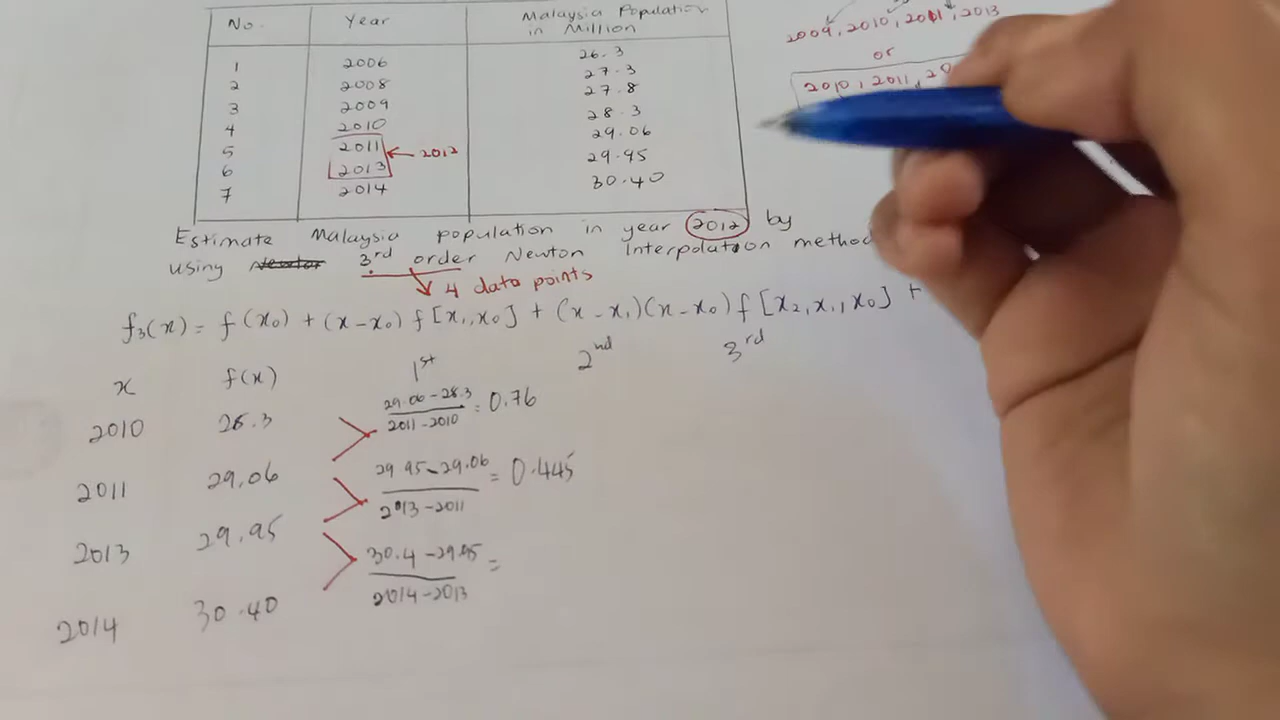 No. Year Malaysia Population in Million
1 2006 26.3
2 2008 27.3
3 2009 27.8
4 2010 28.3
5 2011 29.06
6 2013 29.95
7 2014 30.40
← 2012
2009, 2010, 2011, 2013
or
2010, 2011, 20
Estimate Malaysia population in year 2012 by
using 3rd order Newton Interpolation method
4 data points
f₃(x) = f(x₀) + (x-x₀) f[x₁,x₀] + (x-x₁)(x-x₀) f[x₂,x₁,x₀] +
x f(x) 1st 2nd 3rd
2010 28.3 29.06-28.3 / 2011-2010 = 0.76
2011 29.06 29.95-29.06 / 2013-2011 = 0.445
2013 29.95 30.4-29.95 / 2014-2013 =
2014 30.40